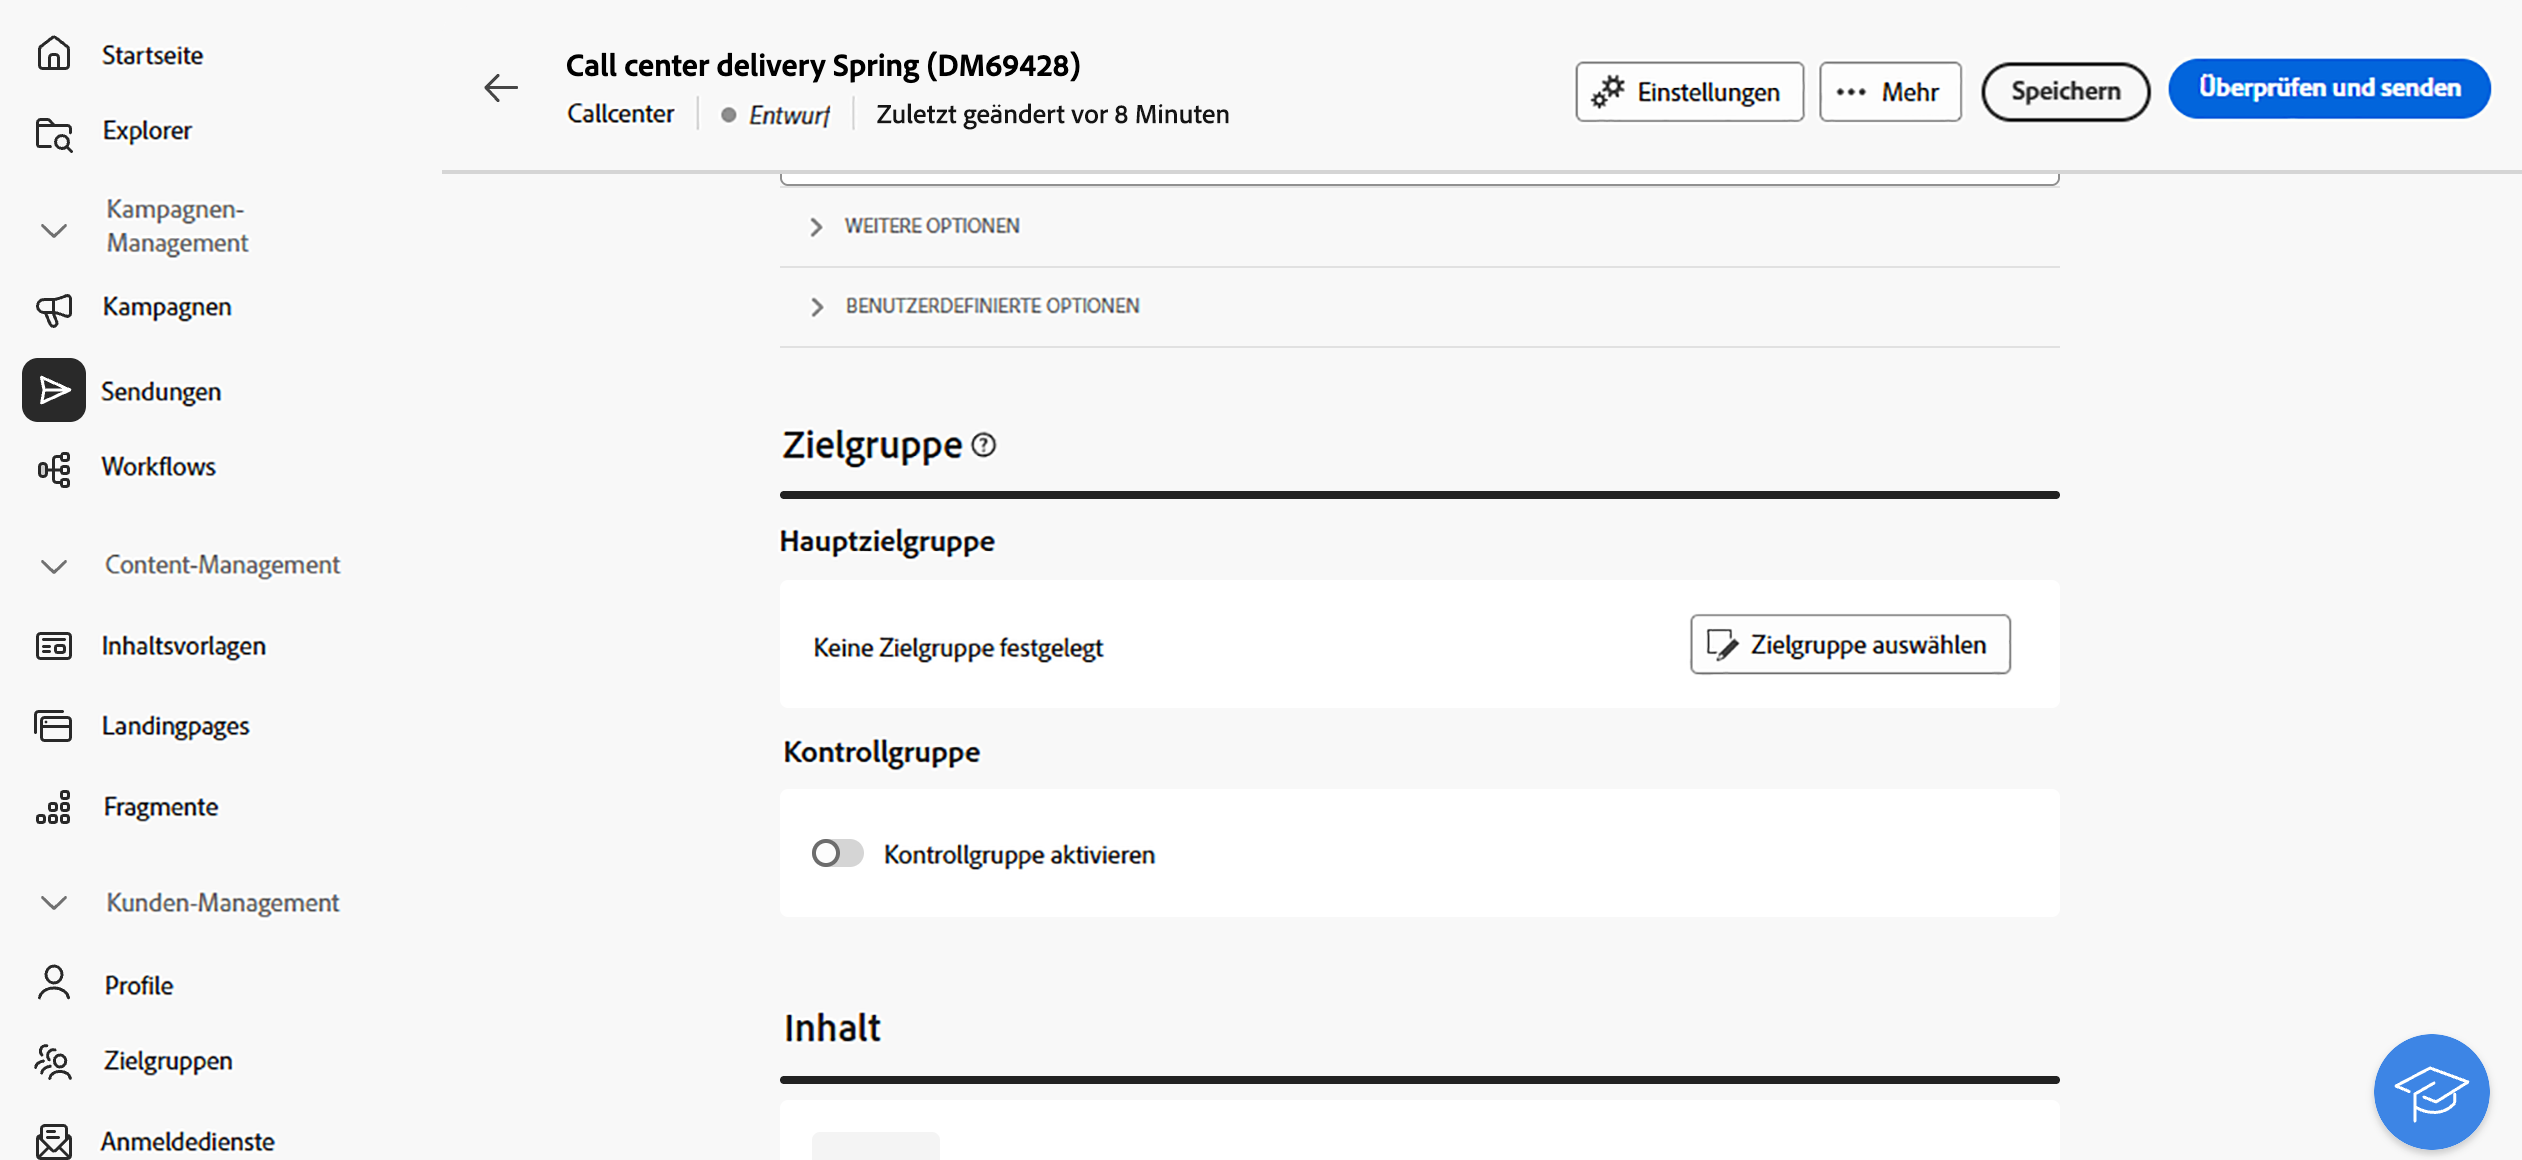 Startseite
Explorer
Kampagnen-
Management
Kampagnen
Sendungen
Workflows
Content-Management
Inhaltsvorlagen
Landingpages
Fragmente
Kunden-Management
Profile
Zielgruppen
Anmeldedienste
Call center delivery Spring (DM69428)
Callcenter
Entwurf
Zuletzt geändert vor 8 Minuten
Einstellungen
Mehr
Speichern
Überprüfen und senden
WEITERE OPTIONEN
BENUTZERDEFINIERTE OPTIONEN
Zielgruppe
Hauptzielgruppe
Keine Zielgruppe festgelegt
Zielgruppe auswählen
Kontrollgruppe
Kontrollgruppe aktivieren
Inhalt